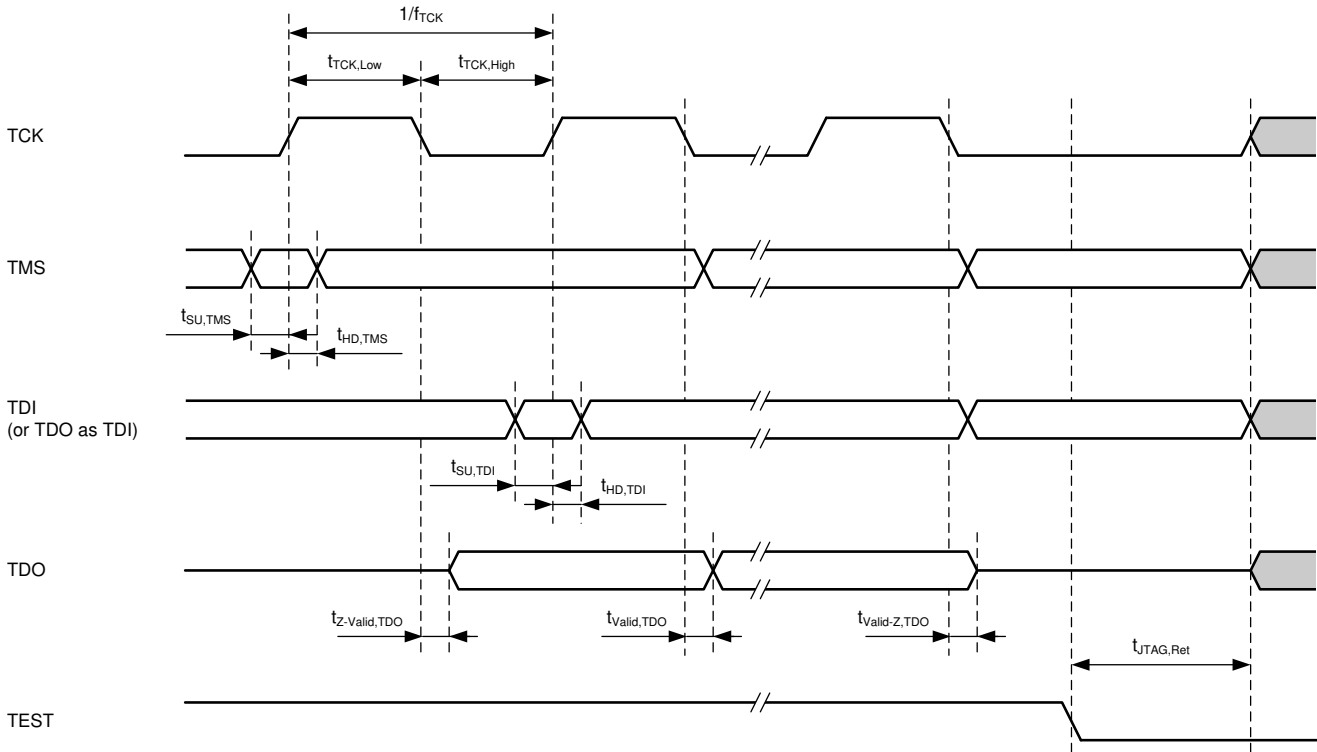 1/fTCK
tTCK,Low
tTCK,High
TCK
TMS
tSU,TMS
tHD,TMS
TDI
(or TDO as TDI)
tSU,TDI
tHD,TDI
TDO
tZ-Valid,TDO
tValid,TDO
tValid-Z,TDO
tJTAG,Ret
TEST